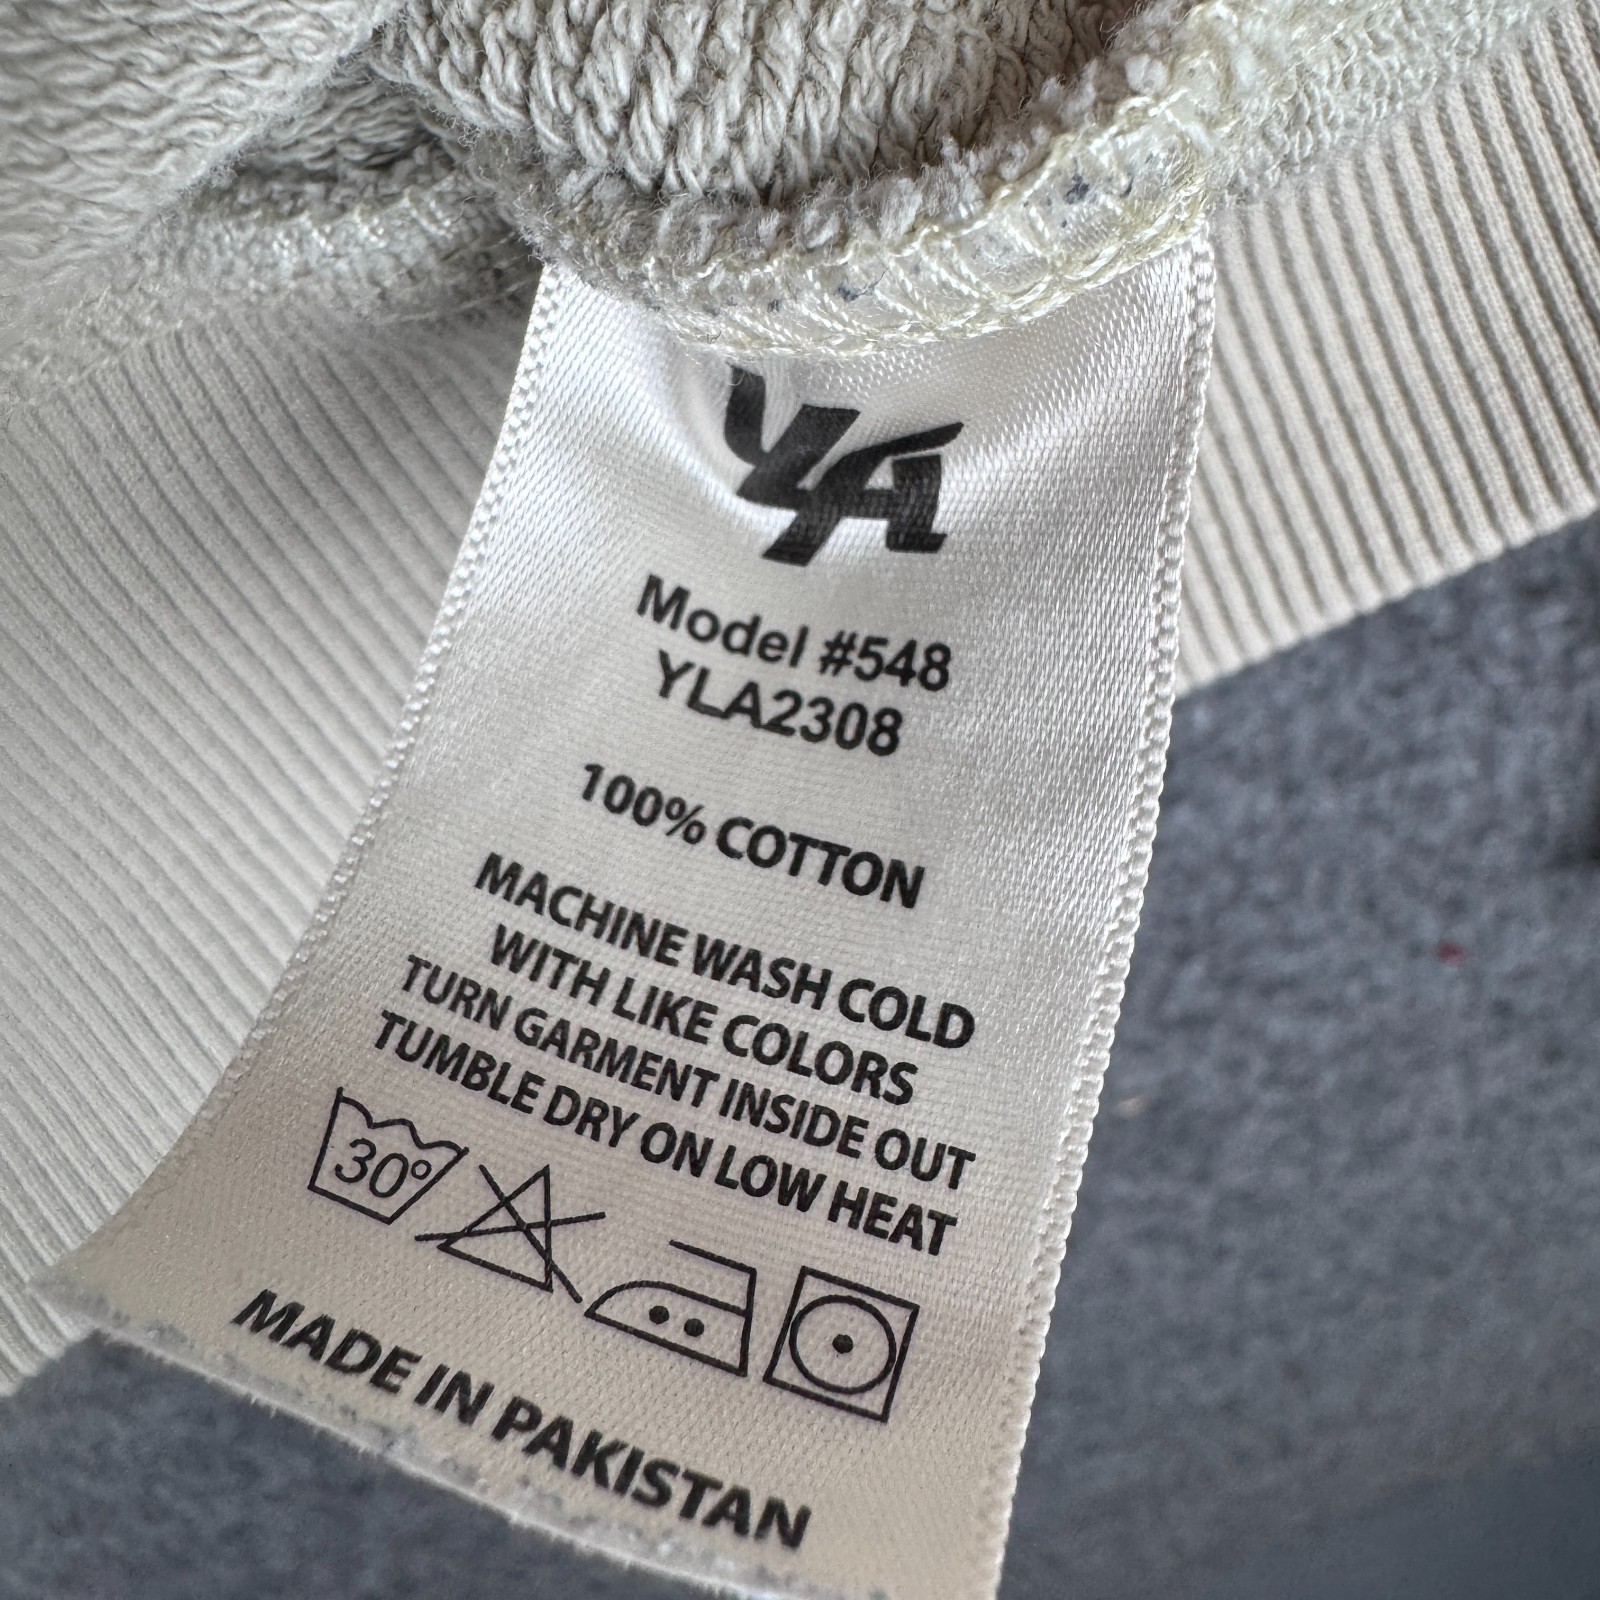 YA
Model #548
YLA2308
100% COTTON
MACHINE WASH COLD
WITH LIKE COLORS
TURN GARMENT INSIDE OUT
TUMBLE DRY ON LOW HEAT
30°
MADE IN PAKISTAN